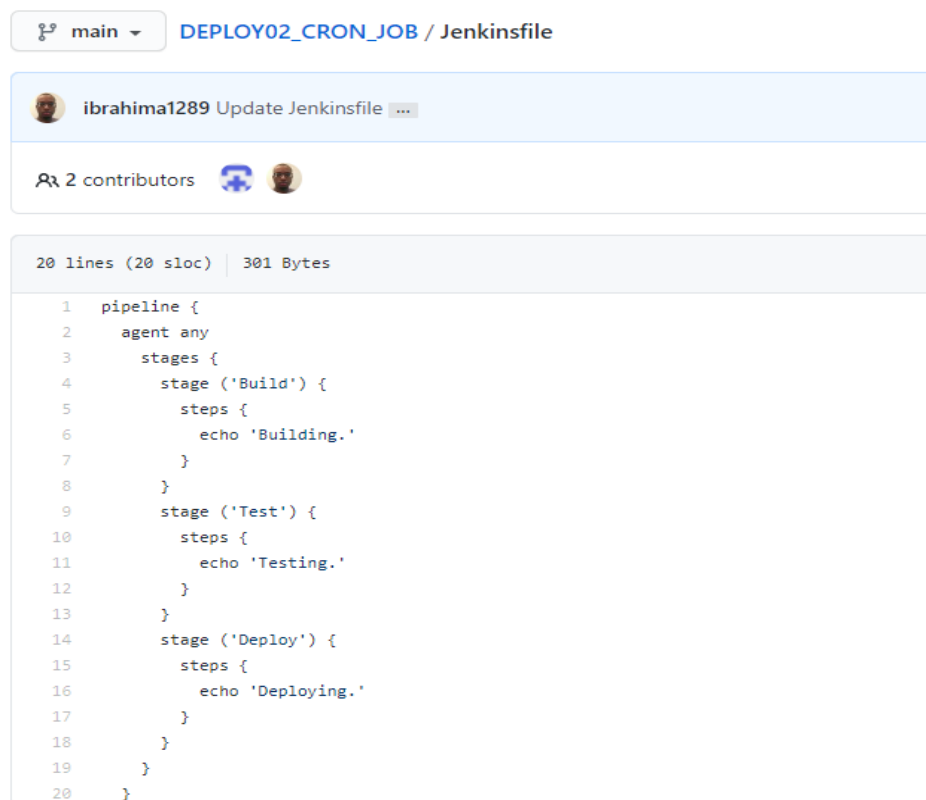 main
DEPLOY02_CRON_JOB / Jenkinsfile
ibrahima1289 Update Jenkinsfile ...
2 contributors
20 lines (20 sloc) 301 Bytes
1 pipeline {
2   agent any
3     stages {
4       stage ('Build') {
5         steps {
6           echo 'Building.'
7         }
8       }
9       stage ('Test') {
10         steps {
11           echo 'Testing.'
12         }
13       }
14       stage ('Deploy') {
15         steps {
16           echo 'Deploying.'
17         }
18       }
19     }
20   }